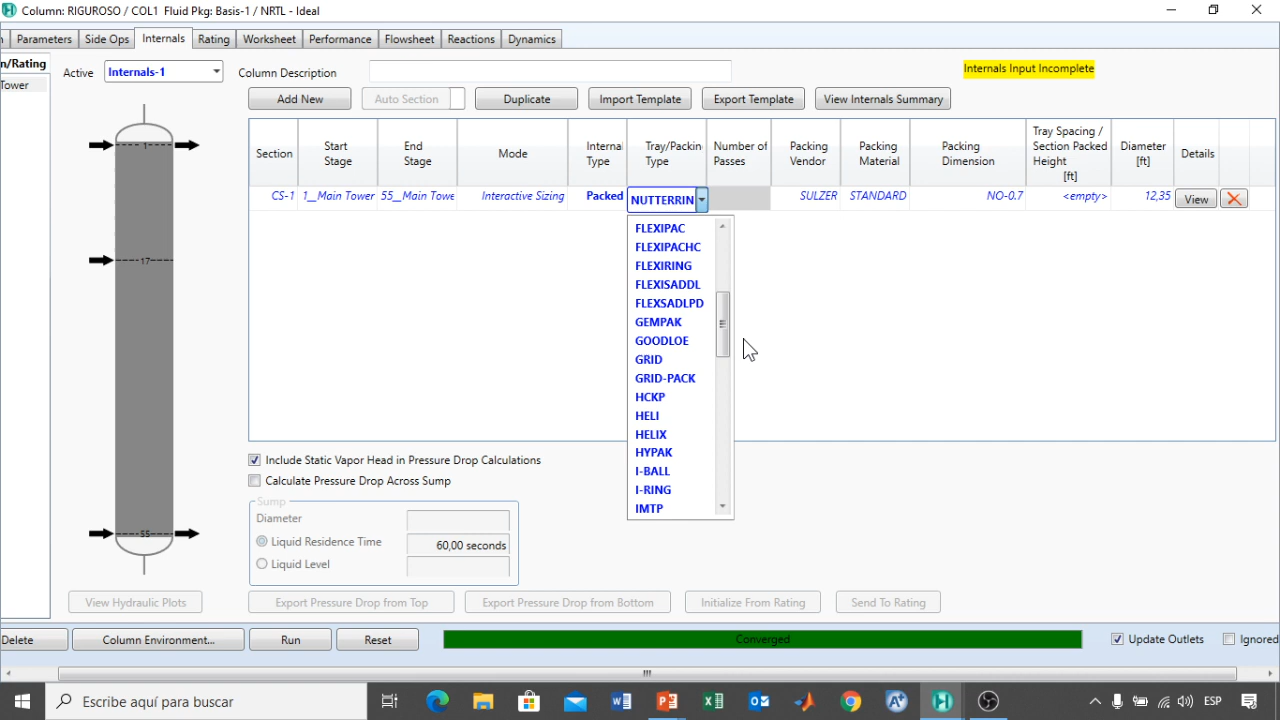 Column: RIGUROSO / COL1 Fluid Pkg: Basis-1 / NRTL - Ideal
Parameters Side Ops Internals Rating Worksheet Performance Flowsheet Reactions Dynamics
n/Rating
Tower
Active Internals-1 Column Description
Internals Input Incomplete
Add New Auto Section Duplicate Import Template Export Template View Internals Summary
Section Start Stage End Stage Mode Internal Type Tray/Packin Type Number of Passes Packing Vendor Packing Material Packing Dimension Tray Spacing / Section Packed Height [ft] Diameter [ft] Details
CS-1 1__Main Tower 55__Main Towe Interactive Sizing Packed NUTTERRIN SULZER STANDARD NO-0.7 <empty> 12,35 View
FLEXIPAC
FLEXIPACHC
FLEXIRING
FLEXISADDL
FLEXSADLPD
GEMPAK
GOODLOE
GRID
GRID-PACK
HCKP
HELI
HELIX
HYPAK
I-BALL
I-RING
IMTP
1
17
55
Include Static Vapor Head in Pressure Drop Calculations
Calculate Pressure Drop Across Sump
Sump
Diameter
Liquid Residence Time 60,00 seconds
Liquid Level
View Hydraulic Plots Export Pressure Drop from Top Export Pressure Drop from Bottom Initialize From Rating Send To Rating
Delete Column Environment... Run Reset Converged Update Outlets Ignored
Escribe aquí para buscar ESP